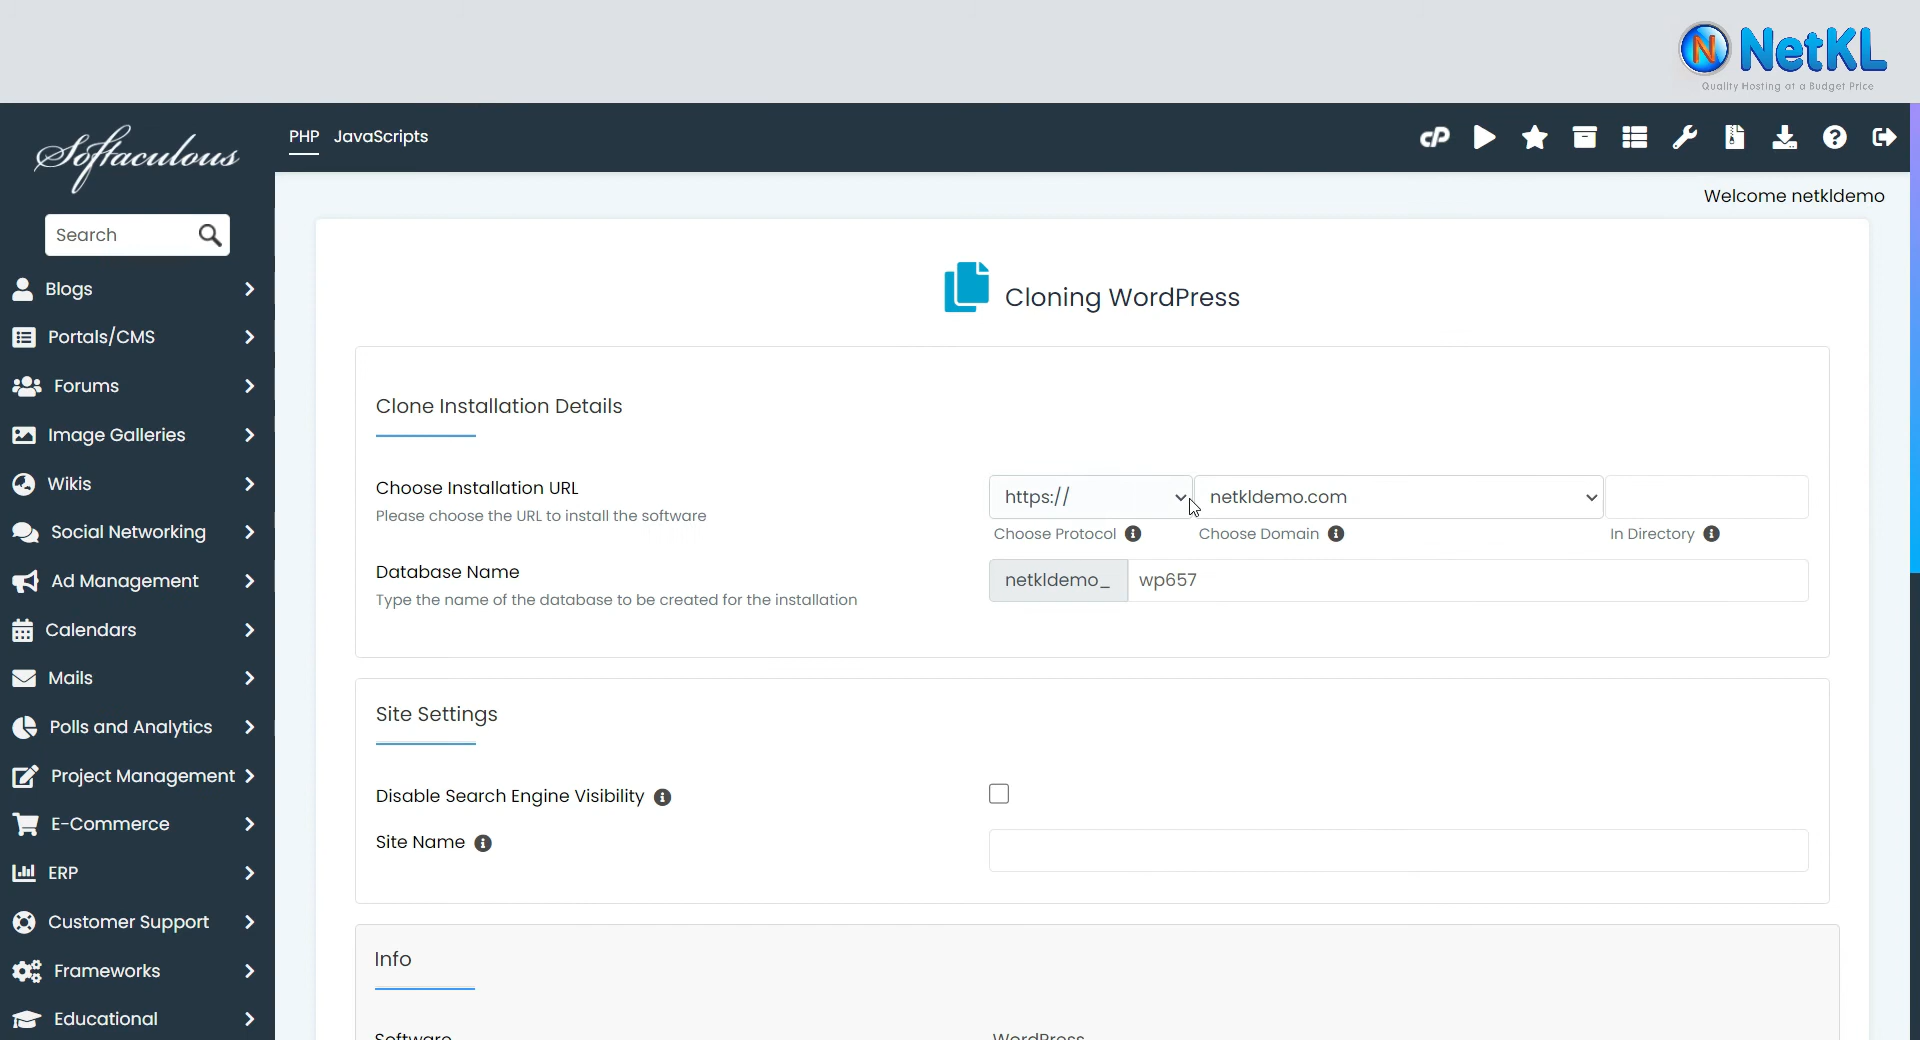 NetKL
Quality Hosting at a Budget Price
Softaculous
PHP JavaScripts
cP
Welcome netkldemo
Search
Blogs
Portals/CMS
Forums
Image Galleries
Wikis
Social Networking
Ad Management
Calendars
Mails
Polls and Analytics
Project Management
E-Commerce
ERP
Customer Support
Frameworks
Educational
Cloning WordPress
Clone Installation Details
Choose Installation URL
Please choose the URL to install the software
https://
netkldemo.com
Choose Protocol
Choose Domain
In Directory
Database Name
Type the name of the database to be created for the installation
netkldemo_
wp657
Site Settings
Disable Search Engine Visibility
Site Name
Info
Software
WordPress